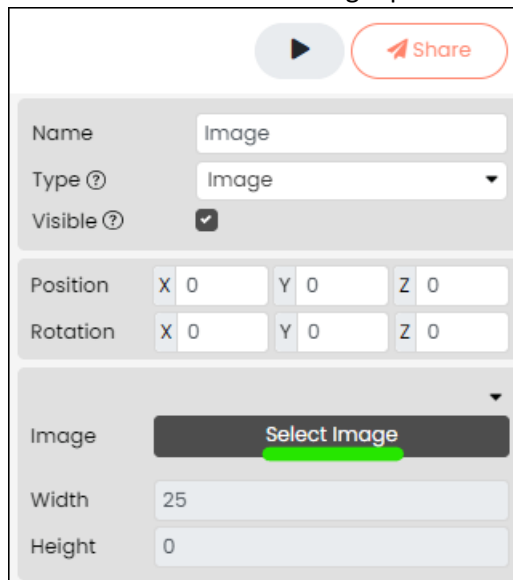 Share
Name Image
Type ? Image
Visible ?
Position X 0 Y 0 Z 0
Rotation X 0 Y 0 Z 0
Image Select Image
Width 25
Height 0